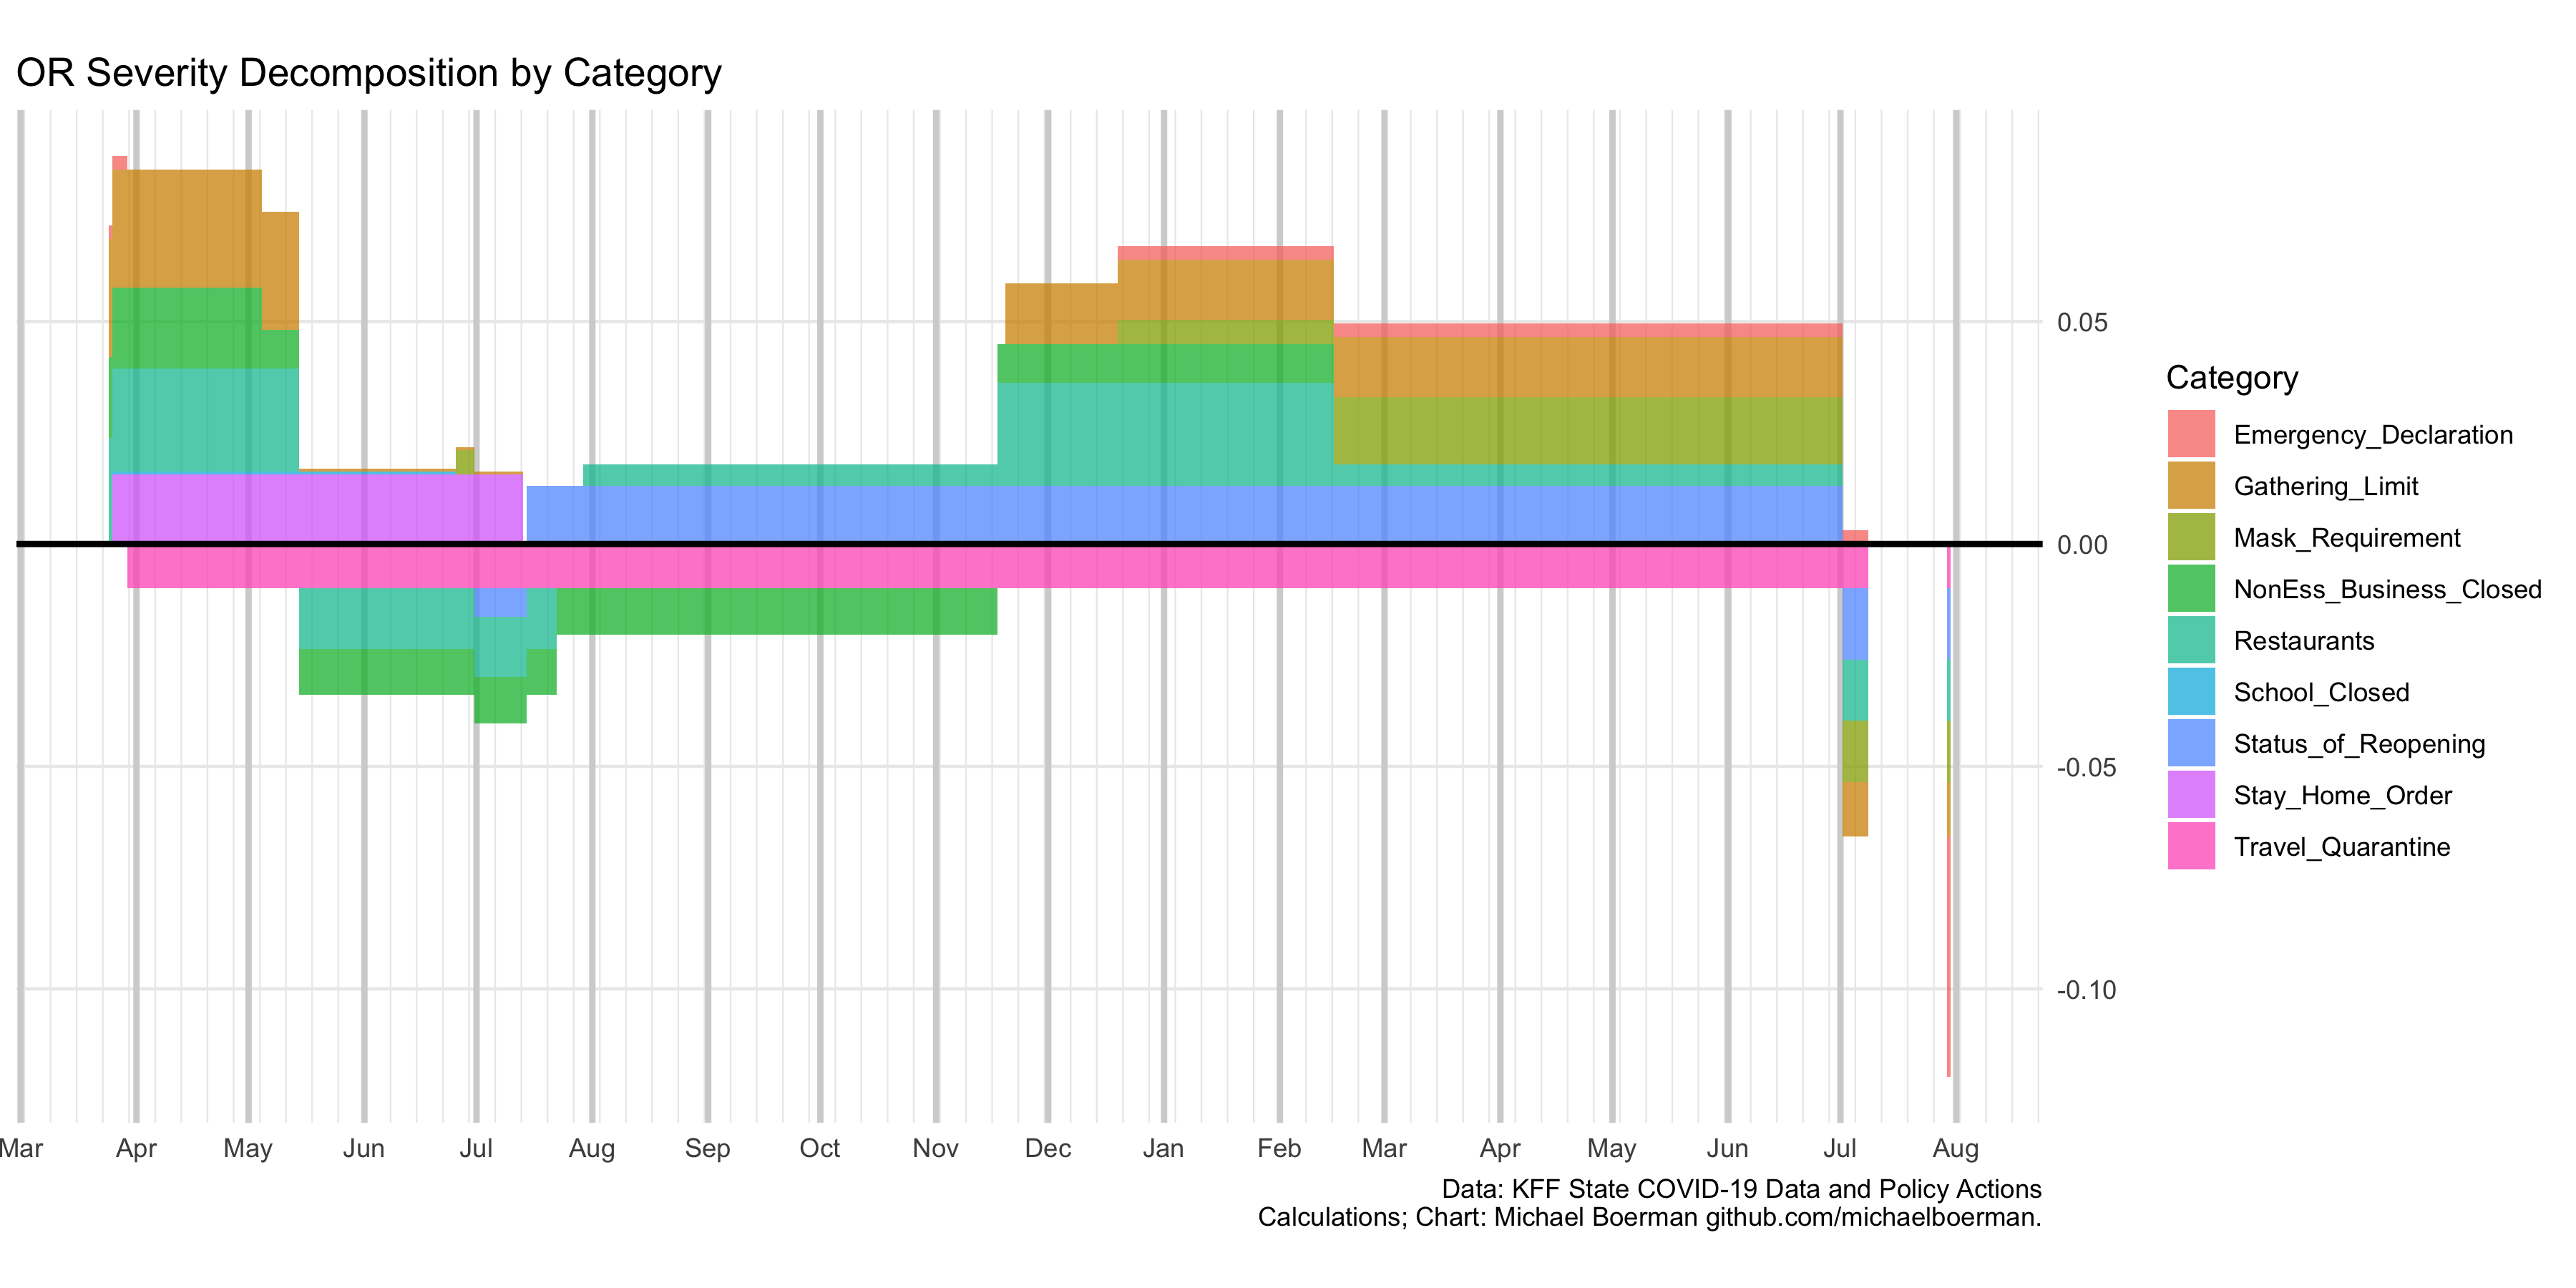 OR Severity Decomposition by Category
0.05
0.00
-0.05
-0.10
Mar Apr May Jun Jul Aug Sep Oct Nov Dec Jan Feb Mar Apr May Jun Jul Aug
Category
Emergency_Declaration
Gathering_Limit
Mask_Requirement
NonEss_Business_Closed
Restaurants
School_Closed
Status_of_Reopening
Stay_Home_Order
Travel_Quarantine
Data: KFF State COVID-19 Data and Policy Actions
Calculations; Chart: Michael Boerman github.com/michaelboerman.